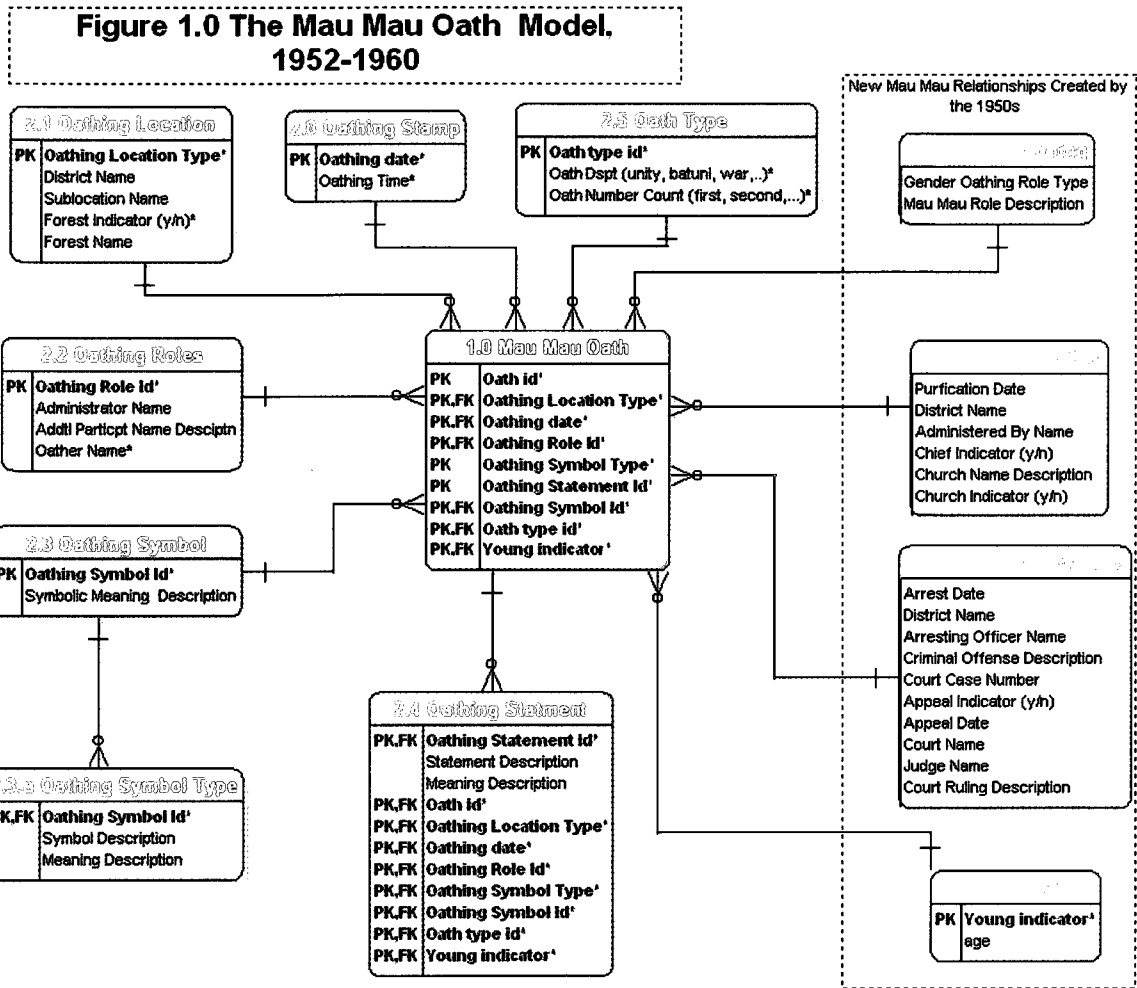 Figure 1.0 The Mau Mau Oath Model,
1952-1960
New Mau Mau Relationships Created by
the 1950s
2.1 Oathing Location
PK Oathing Location Type*
District Name
Sublocation Name
Forest Indicator (y/n)*
Forest Name
2.6 Oathing Stamp
PK Oathing date*
Oathing Time*
2.5 Oath Type
PK Oath type id*
Oath Dspt (unity, batuni, war,..)*
Oath Number Count (first, second,...)*
Gender Oathing Role Type
Mau Mau Role Description
2.2 Oathing Roles
PK Oathing Role Id*
Administrator Name
Addtl Particpt Name Desciptn
Oather Name*
1.0 Mau Mau Oath
PK Oath id*
PK,FK Oathing Location Type*
PK,FK Oathing date*
PK,FK Oathing Role Id*
PK Oathing Symbol Type*
PK Oathing Statement Id*
PK,FK Oathing Symbol Id*
PK,FK Oath type id*
PK,FK Young indicator*
Purfication Date
District Name
Administered By Name
Chief Indicator (y/n)
Church Name Description
Church Indicator (y/n)
2.3 Oathing Symbol
PK Oathing Symbol Id*
Symbolic Meaning Description
Arrest Date
District Name
Arresting Officer Name
Criminal Offense Description
Court Case Number
Appeal Indicator (y/n)
Appeal Date
Court Name
Judge Name
Court Ruling Description
2.4 Oathing Statment
PK,FK Oathing Statement Id*
Statement Description
Meaning Description
PK,FK Oath id*
PK,FK Oathing Location Type*
PK,FK Oathing date*
PK,FK Oathing Role Id*
PK,FK Oathing Symbol Type*
PK,FK Oathing Symbol id*
PK,FK Oath type id*
PK,FK Young indicator*
.3.a Oathing Symbol Type
K,FK Oathing Symbol Id*
Symbol Description
Meaning Description
PK Young indicator*
age